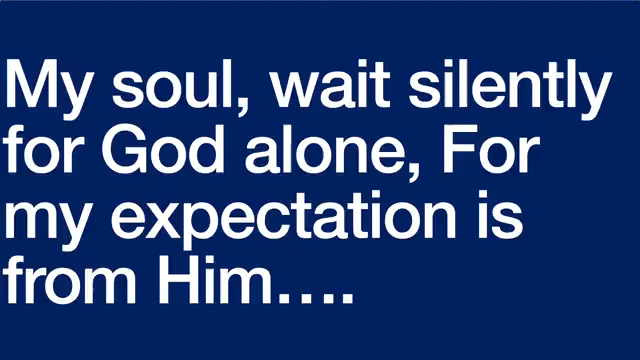 My soul, wait silently
for God alone, For
my expectation is
from Him....